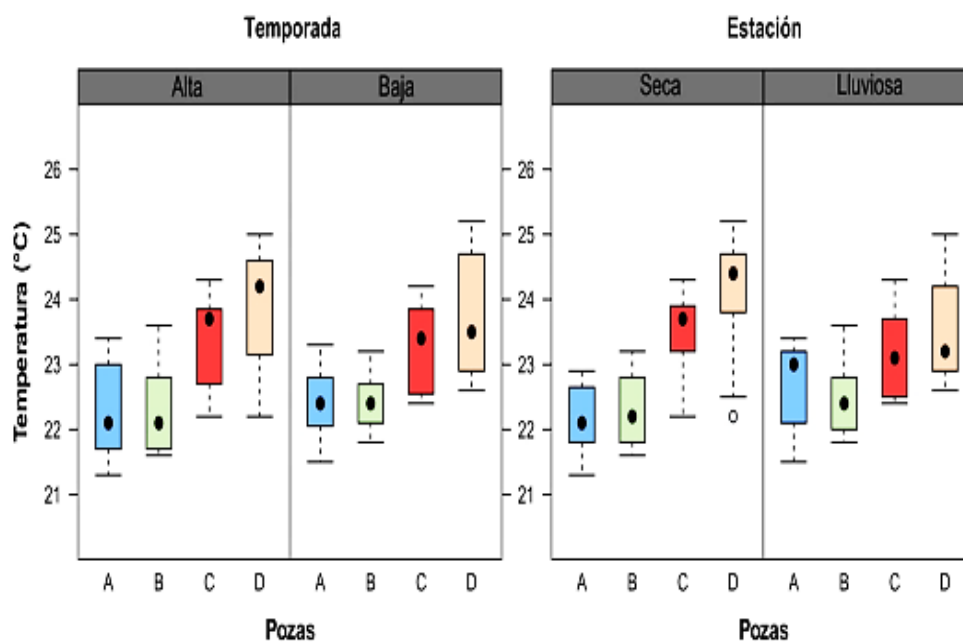 Temporada Estación
Alta Baja Seca Lluviosa
26 26
25 25
24 24
Temperatura (°C)
23 23
22 22
21 21
A B C D A B C D A B C D A B C D
Pozas Pozas